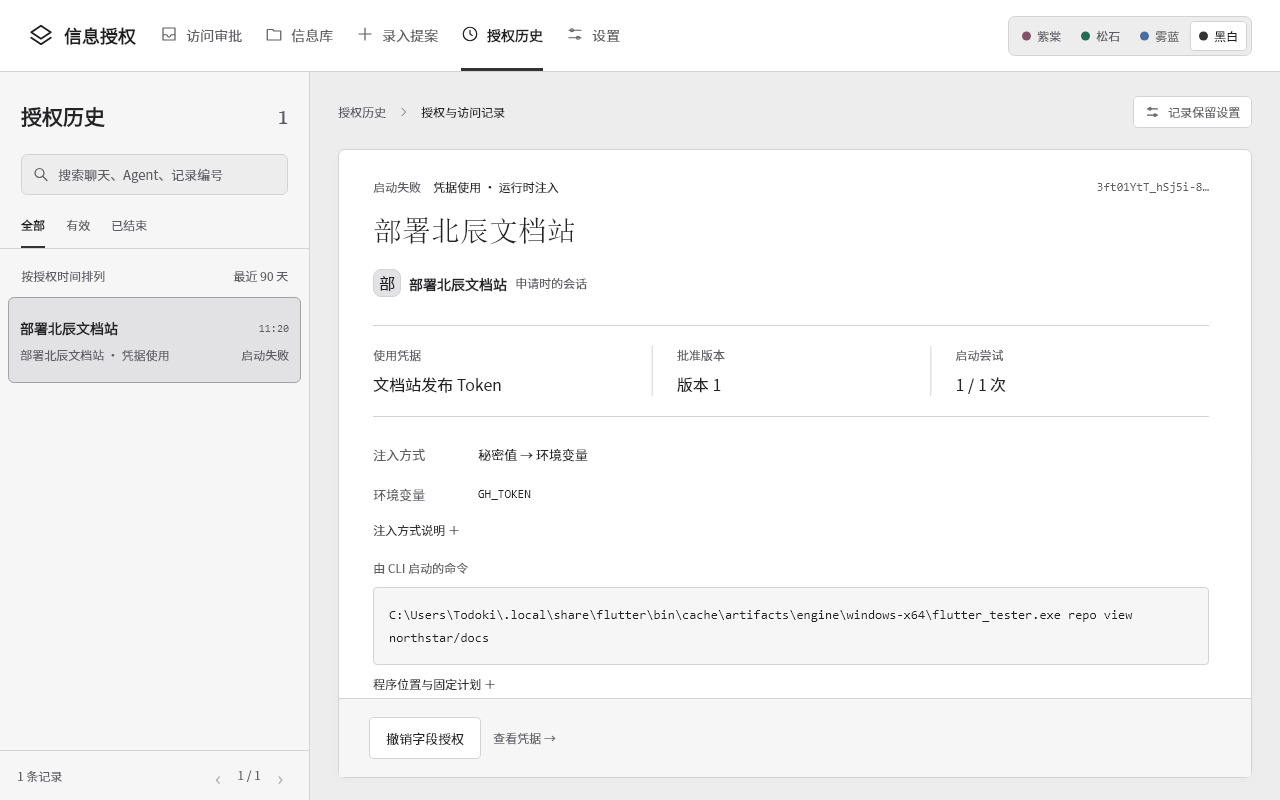 信息授权
访问审批
信息库
录入提案
授权历史
设置
紫棠
松石
雾蓝
黑白
授权历史
1
搜索聊天、Agent、记录编号
全部
有效
已结束
按授权时间排列
最近 90 天
部署北辰文档站
11:20
部署北辰文档站 · 凭据使用
启动失败
1 条记录
‹
1 / 1
›
授权历史
授权与访问记录
记录保留设置
启动失败
凭据使用 · 运行时注入
3ft01YtT_hSj5i-8…
部署北辰文档站
部
部署北辰文档站
申请时的会话
使用凭据
文档站发布 Token
批准版本
版本 1
启动尝试
1 / 1 次
注入方式
秘密值 → 环境变量
环境变量
GH_TOKEN
注入方式说明 +
由 CLI 启动的命令
C:\Users\Todoki\.local\share\flutter\bin\cache\artifacts\engine\windows-x64\flutter_tester.exe repo view
northstar/docs
程序位置与固定计划 +
撤销字段授权
查看凭据 →